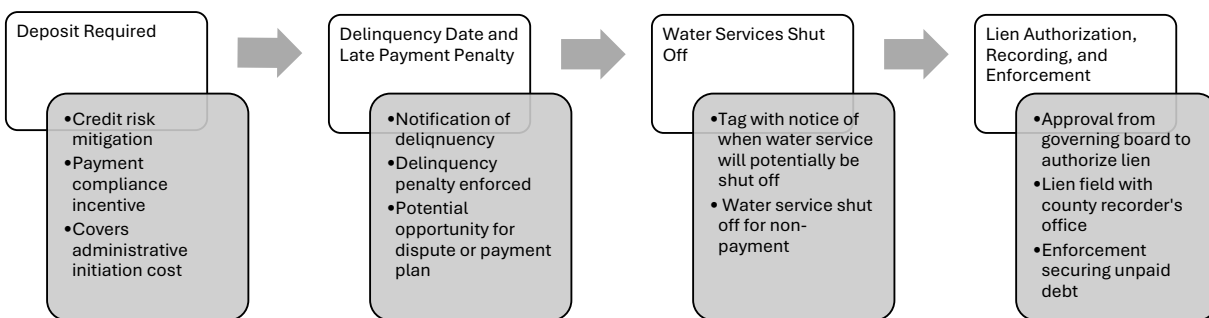 Deposit Required
•Credit risk
mitigation
•Payment
compliance
incentive
•Covers
administrative
initiation cost
Delinquency Date and
Late Payment Penalty
•Notification of
deliqnuency
•Delinquency
penalty enforced
•Potential
opportunity for
dispute or payment
plan
Water Services Shut
Off
•Tag with notice of
when water service
will potentially be
shut off
• Water service shut
off for non-
payment
Lien Authorization,
Recording, and
Enforcement
•Approval from
governing board to
authorize lien
•Lien field with
county recorder's
office
•Enforcement
securing unpaid
debt